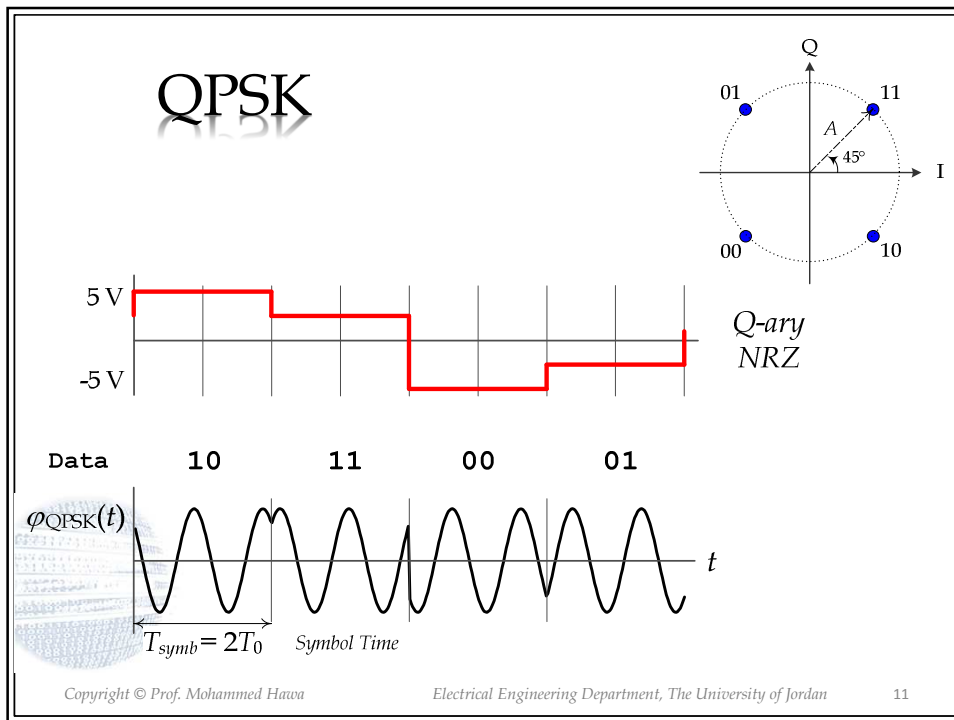 QPSK
Q
01 11
A
45°
I
00 10
5 V
-5 V
Q-ary
NRZ
Data 10 11 00 01
φQPSK(t)
t
Tsymb = 2T0 Symbol Time
Copyright © Prof. Mohammed Hawa Electrical Engineering Department, The University of Jordan 11